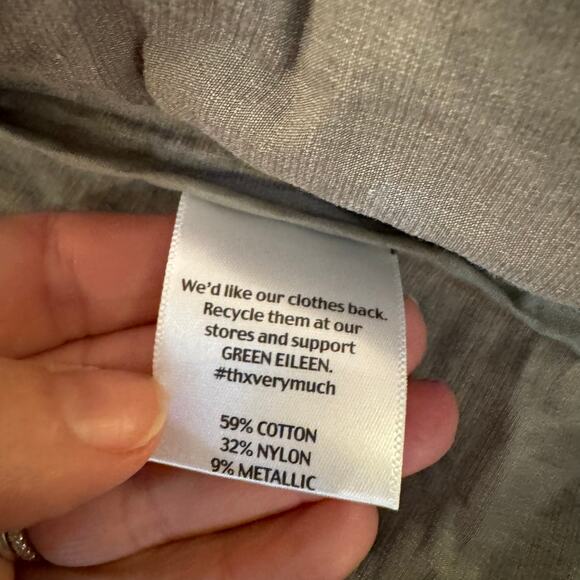 We'd like our clothes back.
Recycle them at our
stores and support
GREEN EILEEN.
#thxverymuch
59% COTTON
32% NYLON
9% METALLIC